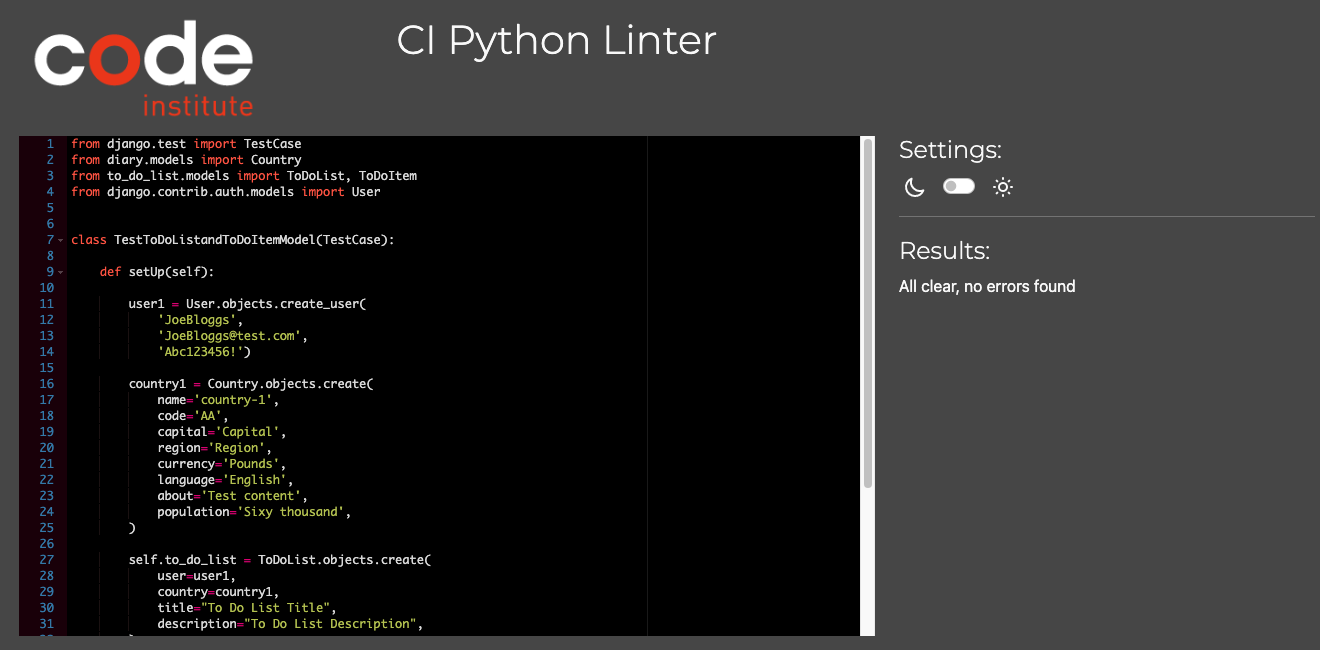 code
institute
CI Python Linter
1 from django.test import TestCase
2 from diary.models import Country
3 from to_do_list.models import ToDoList, ToDoItem
4 from django.contrib.auth.models import User
5
6
7 class TestToDoListandToDoItemModel(TestCase):
8
9     def setUp(self):
10
11         user1 = User.objects.create_user(
12             'JoeBloggs',
13             'JoeBloggs@test.com',
14             'Abc123456!')
15
16         country1 = Country.objects.create(
17             name='country-1',
18             code='AA',
19             capital='Capital',
20             region='Region',
21             currency='Pounds',
22             language='English',
23             about='Test content',
24             population='Sixy thousand',
25         )
26
27         self.to_do_list = ToDoList.objects.create(
28             user=user1,
29             country=country1,
30             title="To Do List Title",
31             description="To Do List Description",
Settings:
Results:
All clear, no errors found